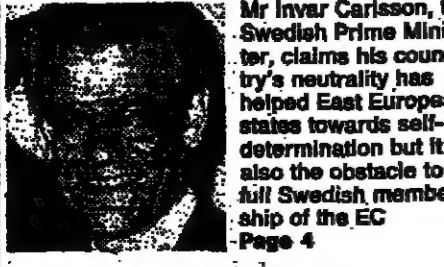 Mr Invar Carlsson,
Swedish Prime Mini
ter, claims his coun
try's neutrality has
helped East Europe
states towards self-
determination but it
also the obstacle to
full Swedish membe
ship of the EC
Page 4